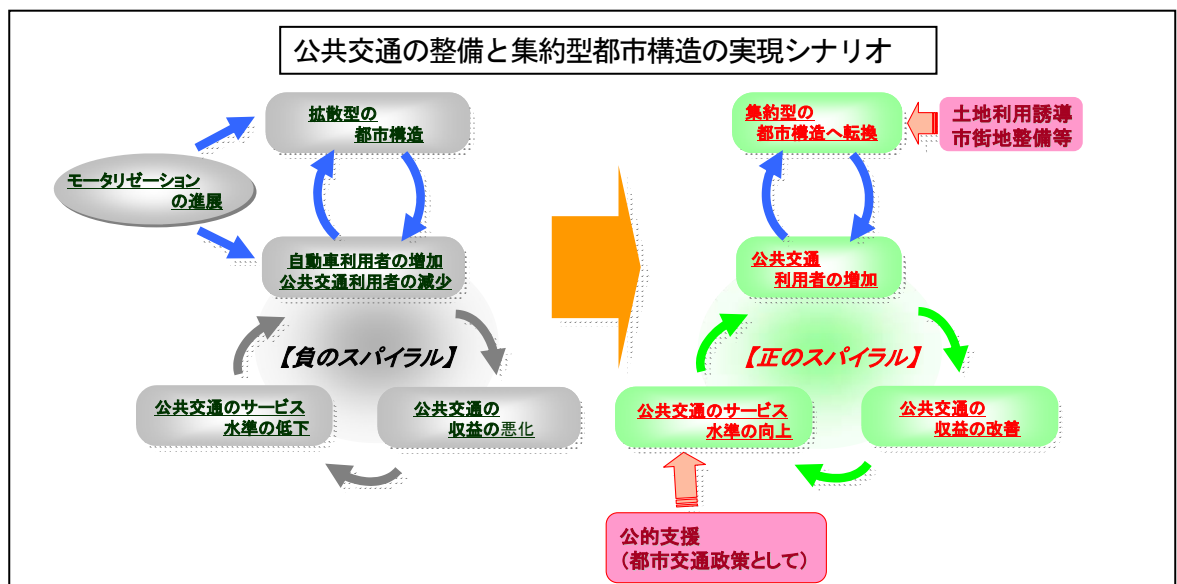 公共交通の整備と集約型都市構造の実現シナリオ
拡散型の
都市構造
モータリゼーション
の進展
自動車利用者の増加
公共交通利用者の減少
【負のスパイラル】
公共交通のサービス
水準の低下
公共交通の
収益の悪化
集約型の
都市構造へ転換
土地利用誘導
市街地整備等
公共交通
利用者の増加
【正のスパイラル】
公共交通のサービス
水準の向上
公共交通の
収益の改善
公的支援
(都市交通政策として)